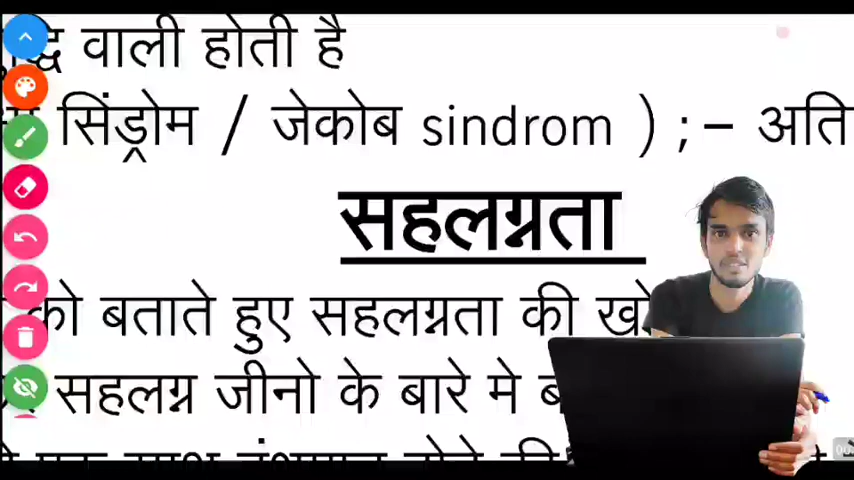 वाली होती है
सिंड्रोम / जेकोब sindrom ) ; – अति
सहलग्नता
को बताते हुए सहलग्नता की
सहलग्न जीनो के बारे मे